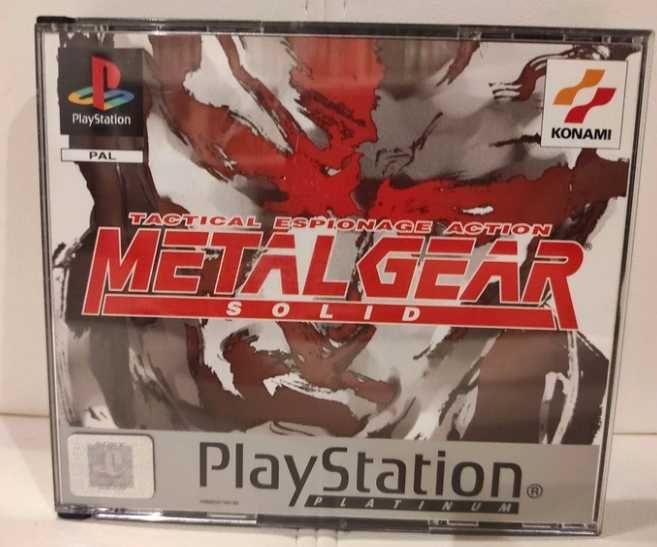 PlayStation
PAL
KONAMI
TACTICAL ESPIONAGE ACTION
METAL GEAR
SOLID
PlayStation®
PLATINUM